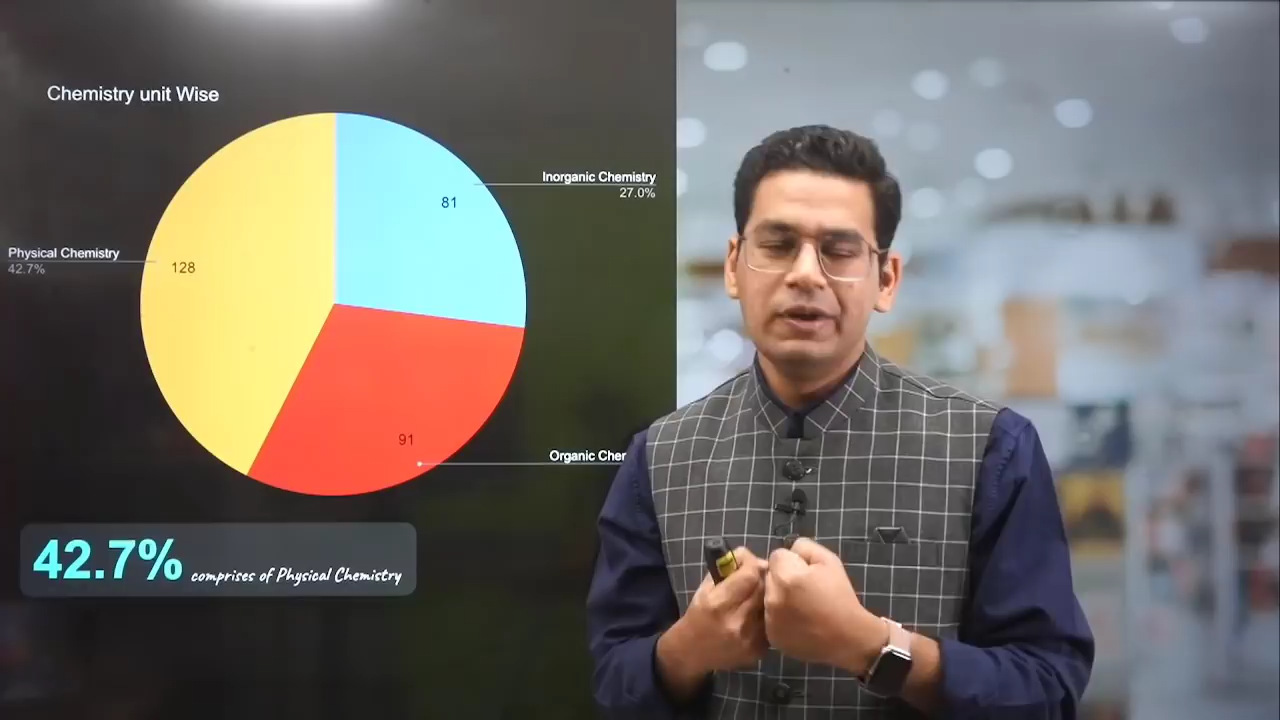 Chemistry unit Wise
Inorganic Chemistry
27.0%
81
Physical Chemistry
42.7%
128
91
Organic
42.7% comprises of Physical Chemistry